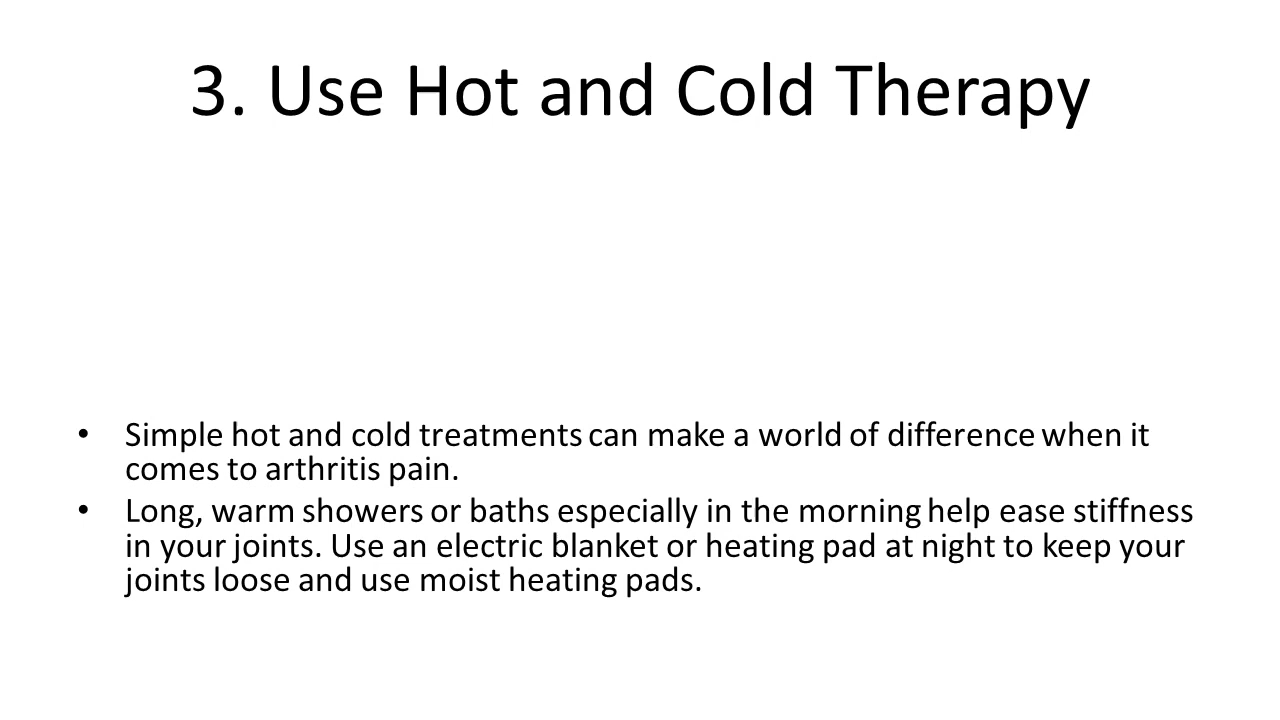 3. Use Hot and Cold Therapy
• Simple hot and cold treatments can make a world of difference when it
comes to arthritis pain.
• Long, warm showers or baths especially in the morning help ease stiffness
in your joints. Use an electric blanket or heating pad at night to keep your
joints loose and use moist heating pads.